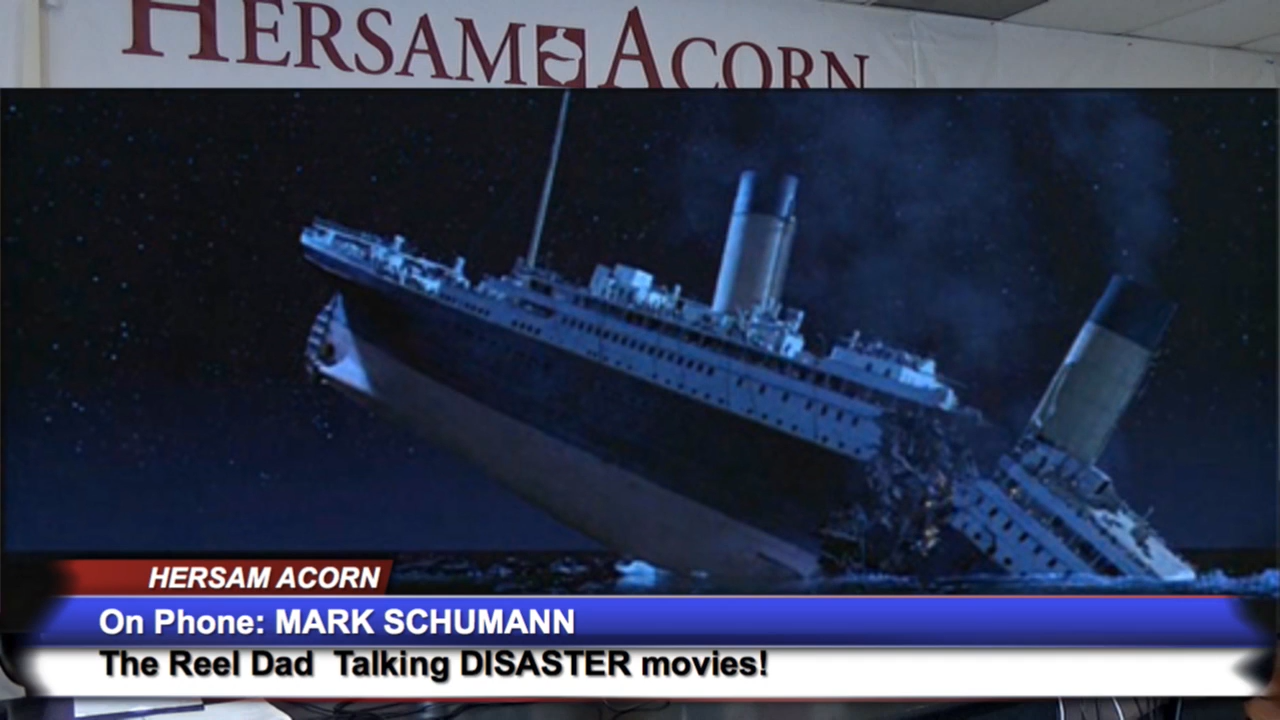 HERSAM ACORN
HERSAM ACORN
On Phone: MARK SCHUMANN
The Reel Dad  Talking DISASTER movies!